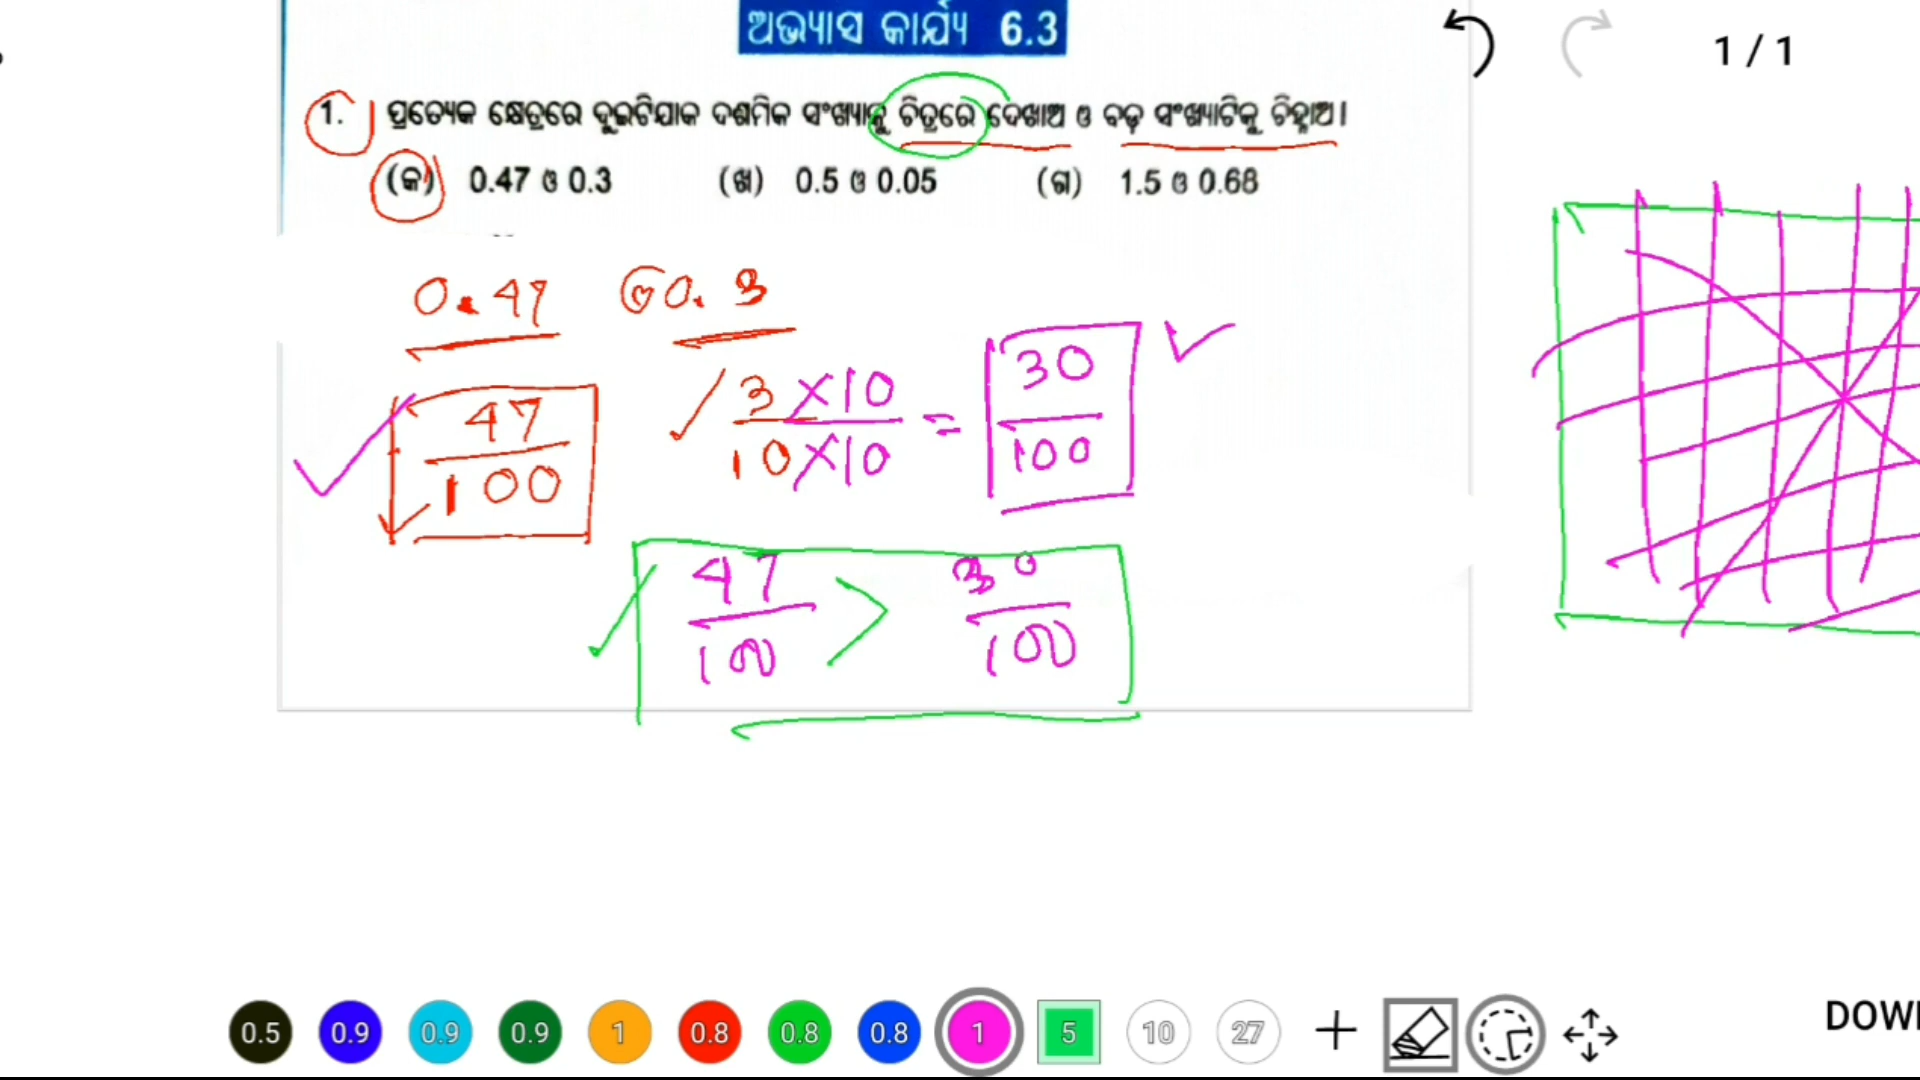 ଅଭ୍ୟାସ କାର୍ଯ୍ୟ 6.3
1 / 1
1. ପ୍ରତ୍ୟେକ କ୍ଷେତ୍ରରେ ଦୁଇଟିଯାକ ଦଶମିକ ସଂଖ୍ୟାକୁ ଚିତ୍ରରେ ଦେଖାଅ ଓ ବଡ଼ ସଂଖ୍ୟାଟିକୁ ଚିହ୍ନାଅ।
(କ) 0.47 ଓ 0.3 (ଖ) 0.5 ଓ 0.05 (ଗ) 1.5 ଓ 0.68
0.47 ଓ 0.3
47/100 3×10/10×10 = 30/100
47/100 > 30/100
0.5 0.9 0.9 0.9 1 0.8 0.8 0.8 1 5 10 27 +